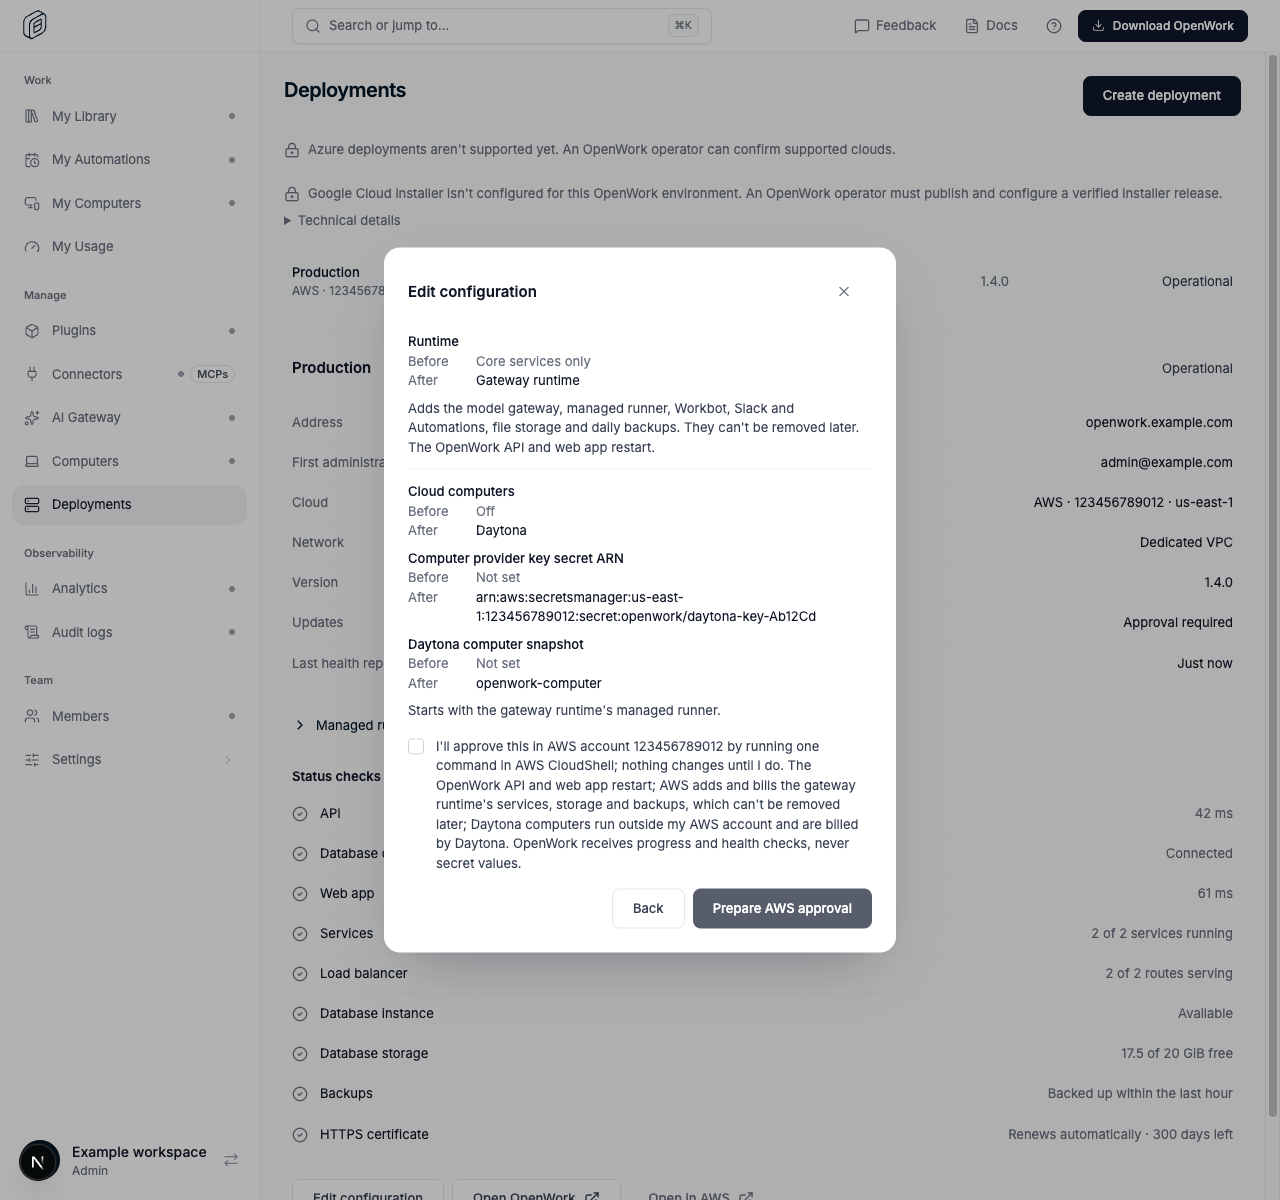 Search or jump to...
⌘K
Feedback
Docs
Download OpenWork
Work
My Library
My Automations
My Computers
My Usage
Manage
Plugins
Connectors
MCPs
AI Gateway
Computers
Deployments
Observability
Analytics
Audit logs
Team
Members
Settings
N
Example workspace
Admin
Deployments
Create deployment
Azure deployments aren't supported yet. An OpenWork operator can confirm supported clouds.
Google Cloud installer isn't configured for this OpenWork environment. An OpenWork operator must publish and configure a verified installer release.
Technical details
Production
AWS · 12345678
1.4.0
Operational
Production
Operational
Address
openwork.example.com
First administra
admin@example.com
Cloud
AWS · 123456789012 · us-east-1
Network
Dedicated VPC
Version
1.4.0
Updates
Approval required
Last health rep
Just now
Managed ru
Status checks
API
42 ms
Database c
Connected
Web app
61 ms
Services
2 of 2 services running
Load balancer
2 of 2 routes serving
Database instance
Available
Database storage
17.5 of 20 GiB free
Backups
Backed up within the last hour
HTTPS certificate
Renews automatically · 300 days left
Edit configuration
Open OpenWork
Open in AWS
Edit configuration
Runtime
Before Core services only
After Gateway runtime
Adds the model gateway, managed runner, Workbot, Slack and
Automations, file storage and daily backups. They can't be removed later.
The OpenWork API and web app restart.
Cloud computers
Before Off
After Daytona
Computer provider key secret ARN
Before Not set
After arn:aws:secretsmanager:us-east-
1:123456789012:secret:openwork/daytona-key-Ab12Cd
Daytona computer snapshot
Before Not set
After openwork-computer
Starts with the gateway runtime's managed runner.
I'll approve this in AWS account 123456789012 by running one
command in AWS CloudShell; nothing changes until I do. The
OpenWork API and web app restart; AWS adds and bills the gateway
runtime's services, storage and backups, which can't be removed
later; Daytona computers run outside my AWS account and are billed
by Daytona. OpenWork receives progress and health checks, never
secret values.
Back
Prepare AWS approval